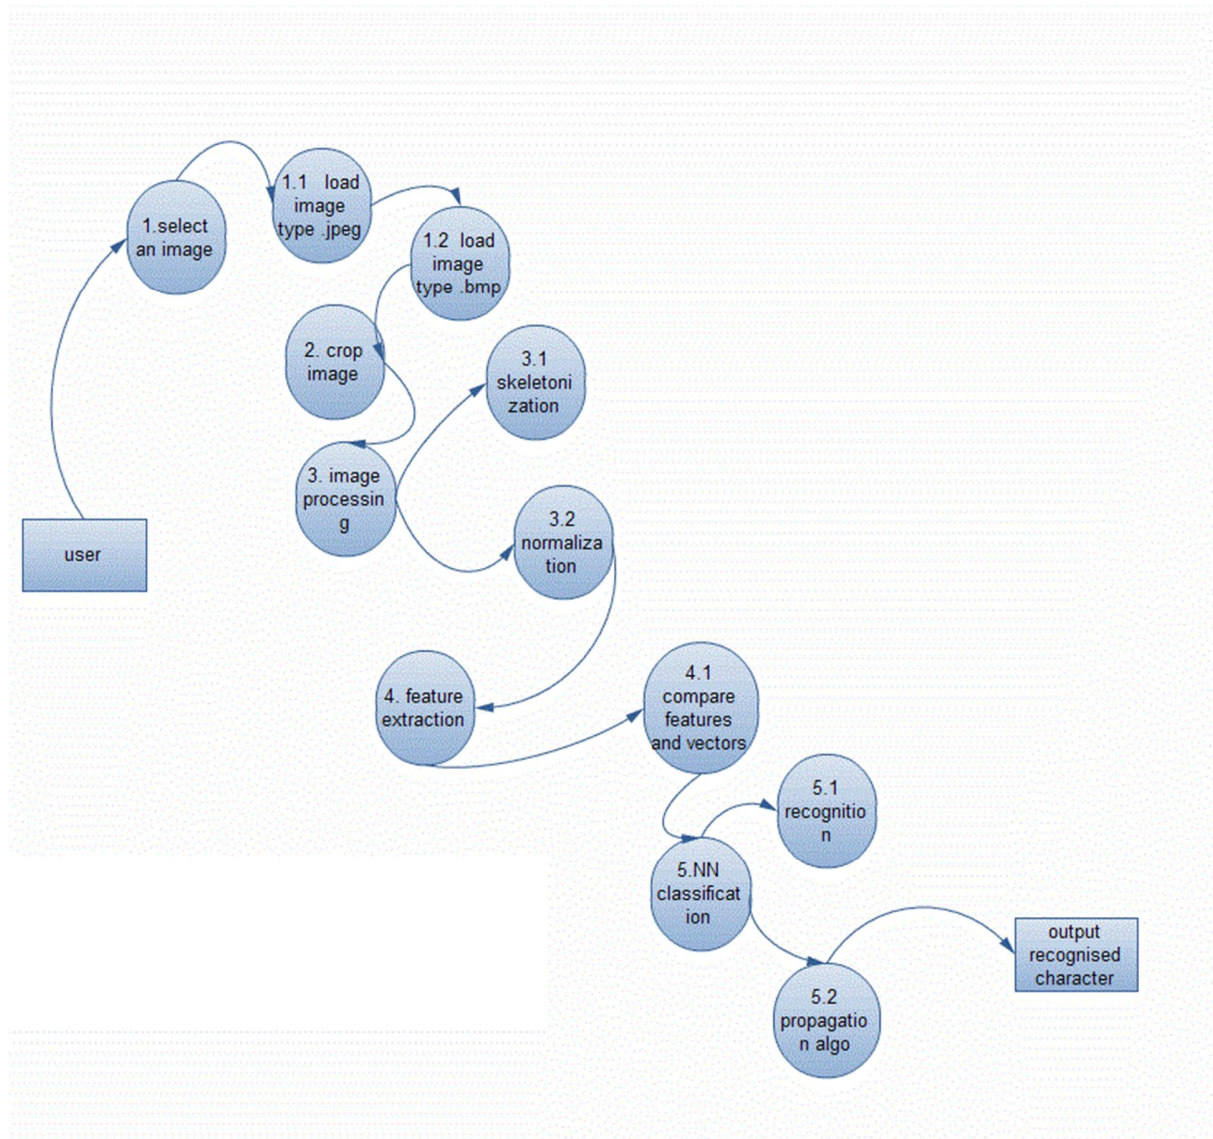 1.select
an image
1.1 load
image
type .jpeg
1.2 load
image
type .bmp
2. crop
image
3.1
skeletoni
zation
3. image
processin
g
3.2
normaliza
tion
user
4. feature
extraction
4.1
compare
features
and vectors
5.1
recognitio
n
5.NN
classificat
ion
output
recognised
character
5.2
propagatio
n algo